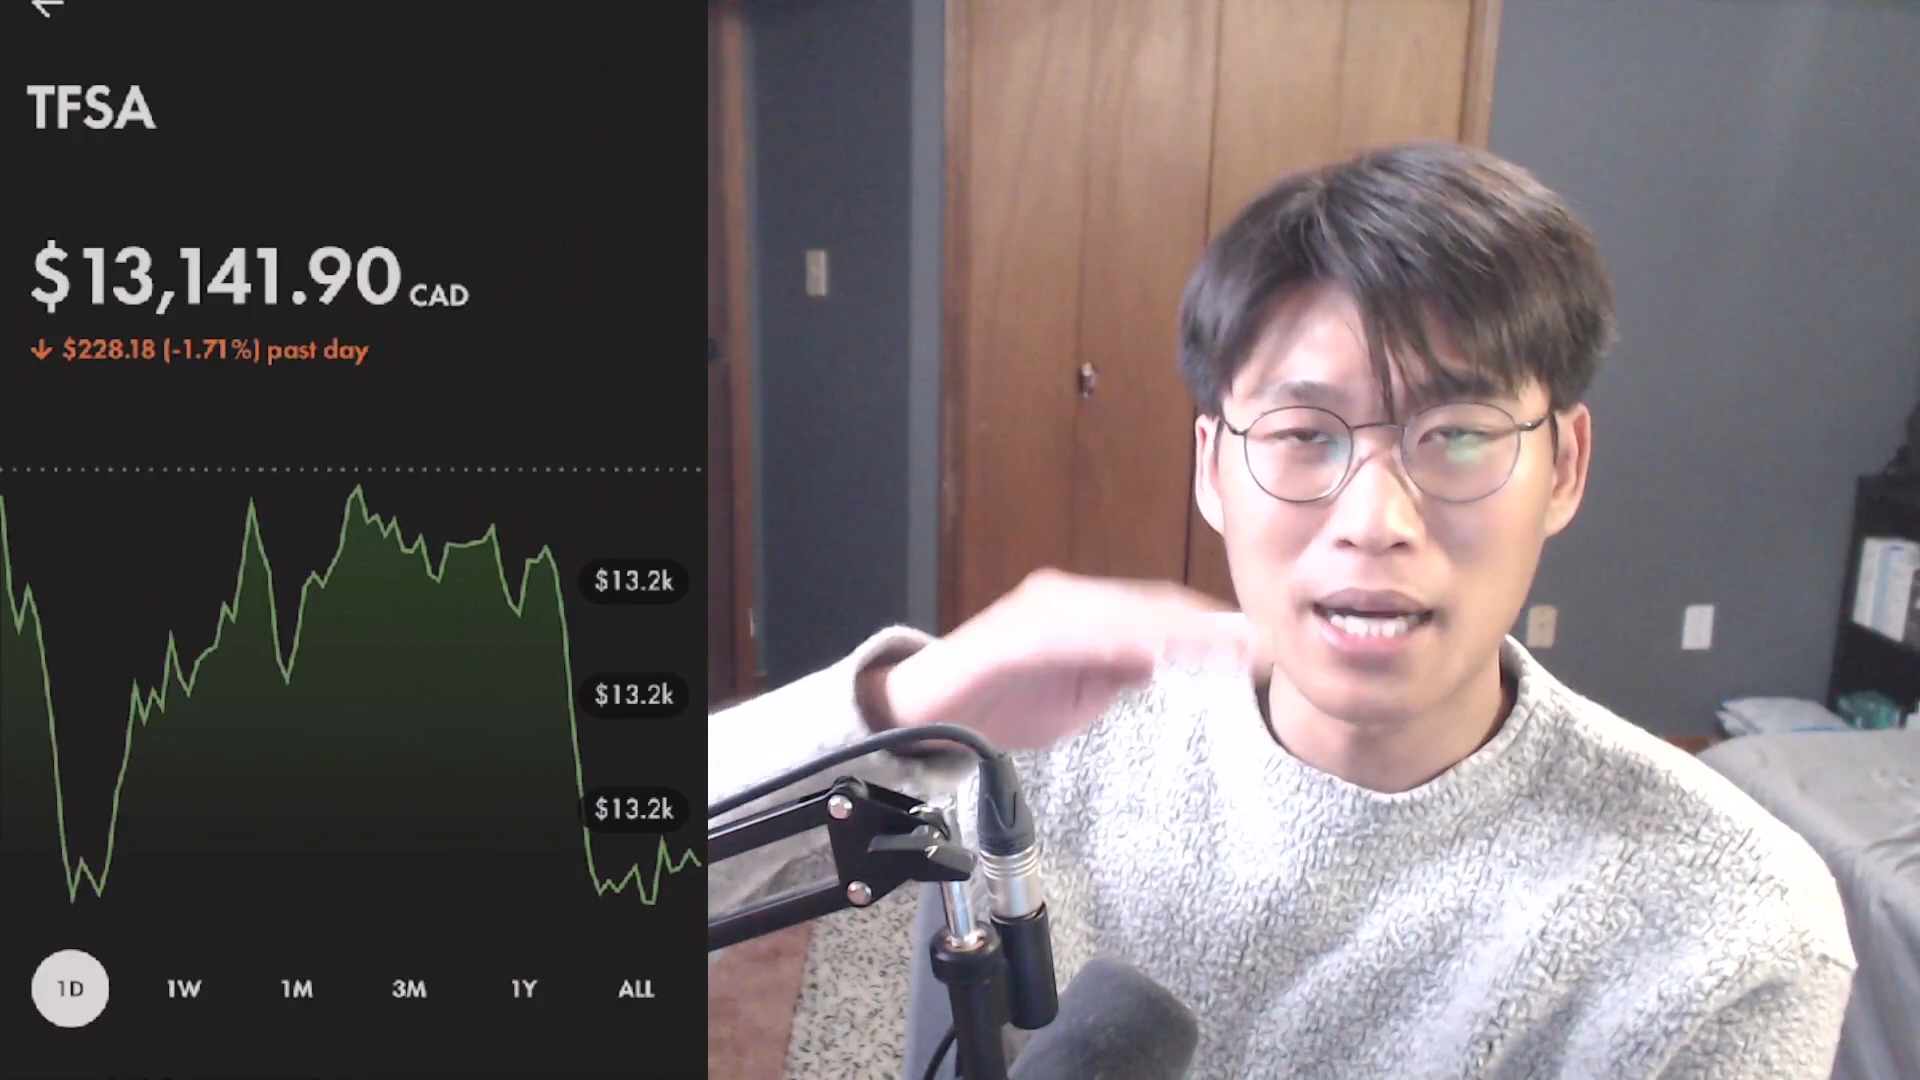 TFSA
$13,141.90 CAD
↓ $228.18 (-1.71%) past day
$13.2k
$13.2k
$13.2k
1D 1W 1M 3M 1Y ALL